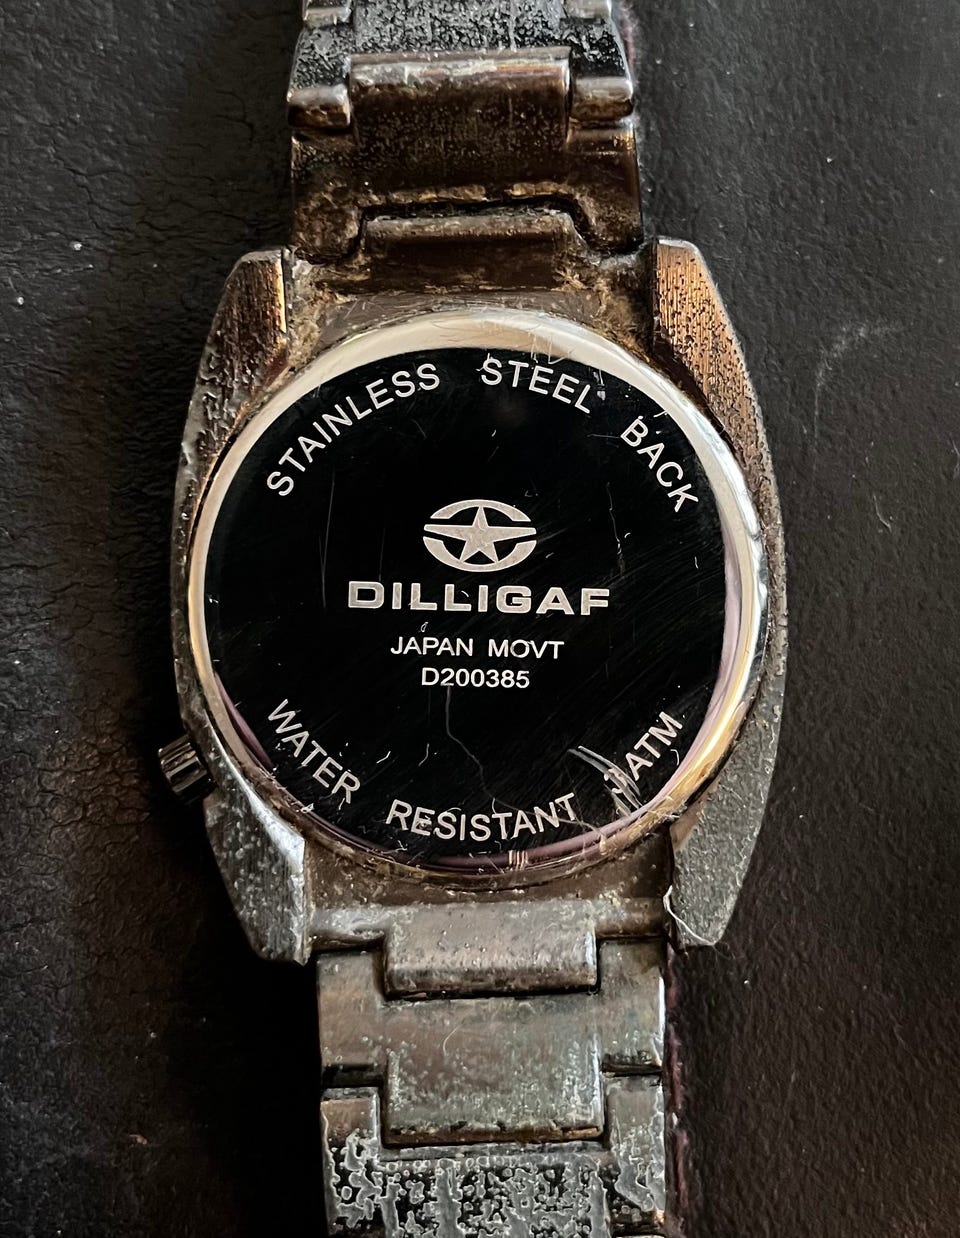 STAINLESS STEEL BACK
DILLIGAF
JAPAN MOVT
D200385
WATER RESISTANT ATM